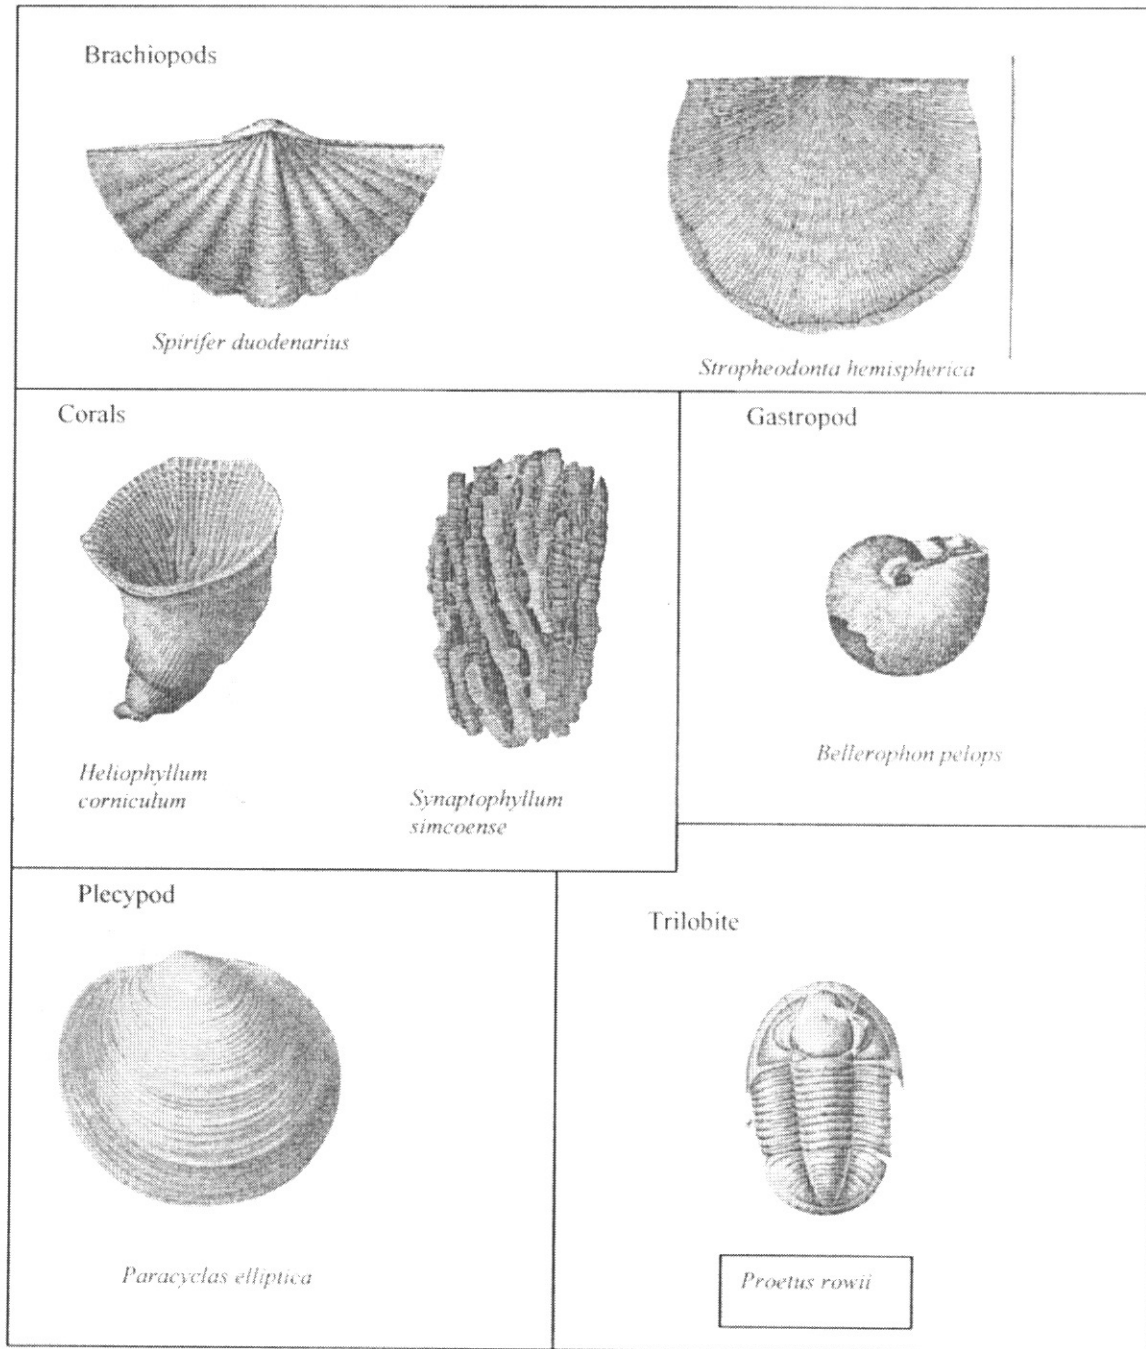 Brachiopods
Spirifer duodenarius
Stropheodonta hemispherica
Corals
Heliophyllum
corniculum
Synaptophyllum
simcoense
Gastropod
Bellerophon pelops
Plecypod
Paracyclas elliptica
Trilobite
Proetus rowii